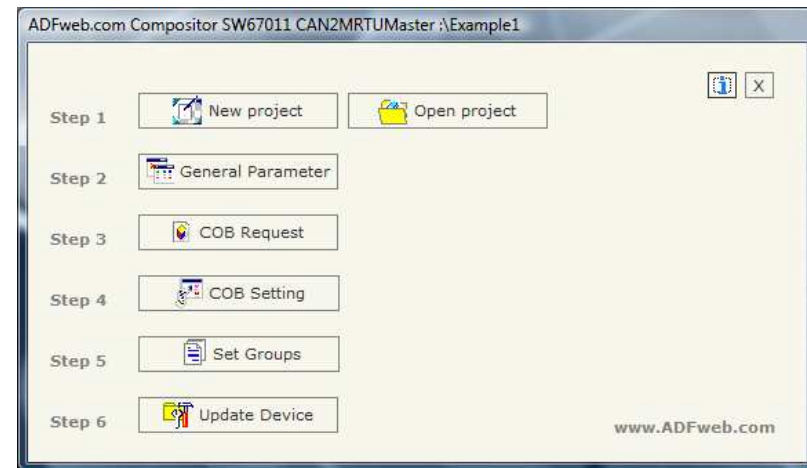 ADFweb.com Compositor SW67011 CAN2MRTUMaster ;\Example1
i X
Step 1 New project Open project
Step 2 General Parameter
Step 3 COB Request
Step 4 COB Setting
Step 5 Set Groups
Step 6 Update Device
www.ADFweb.com